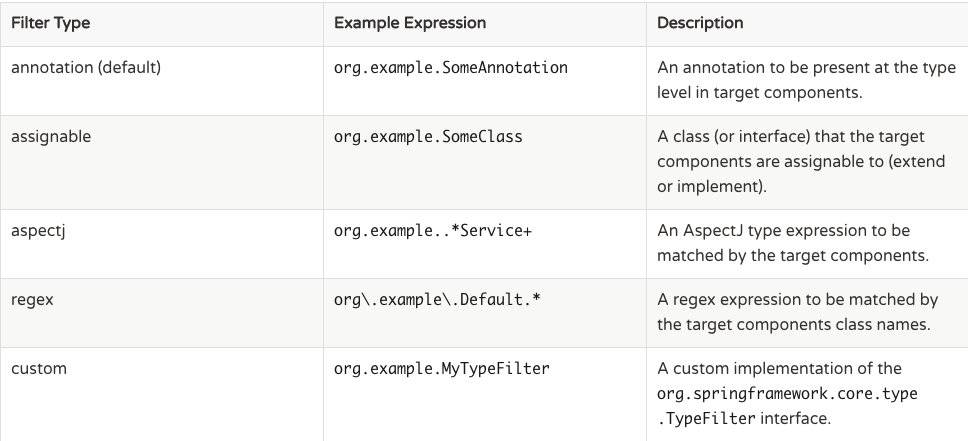 Filter Type Example Expression Description
annotation (default) org.example.SomeAnnotation An annotation to be present at the type
level in target components.
assignable org.example.SomeClass A class (or interface) that the target
components are assignable to (extend
or implement).
aspectj org.example..*Service+ An AspectJ type expression to be
matched by the target components.
regex org\.example\.Default.* A regex expression to be matched by
the target components class names.
custom org.example.MyTypeFilter A custom implementation of the
org.springframework.core.type
.TypeFilter interface.